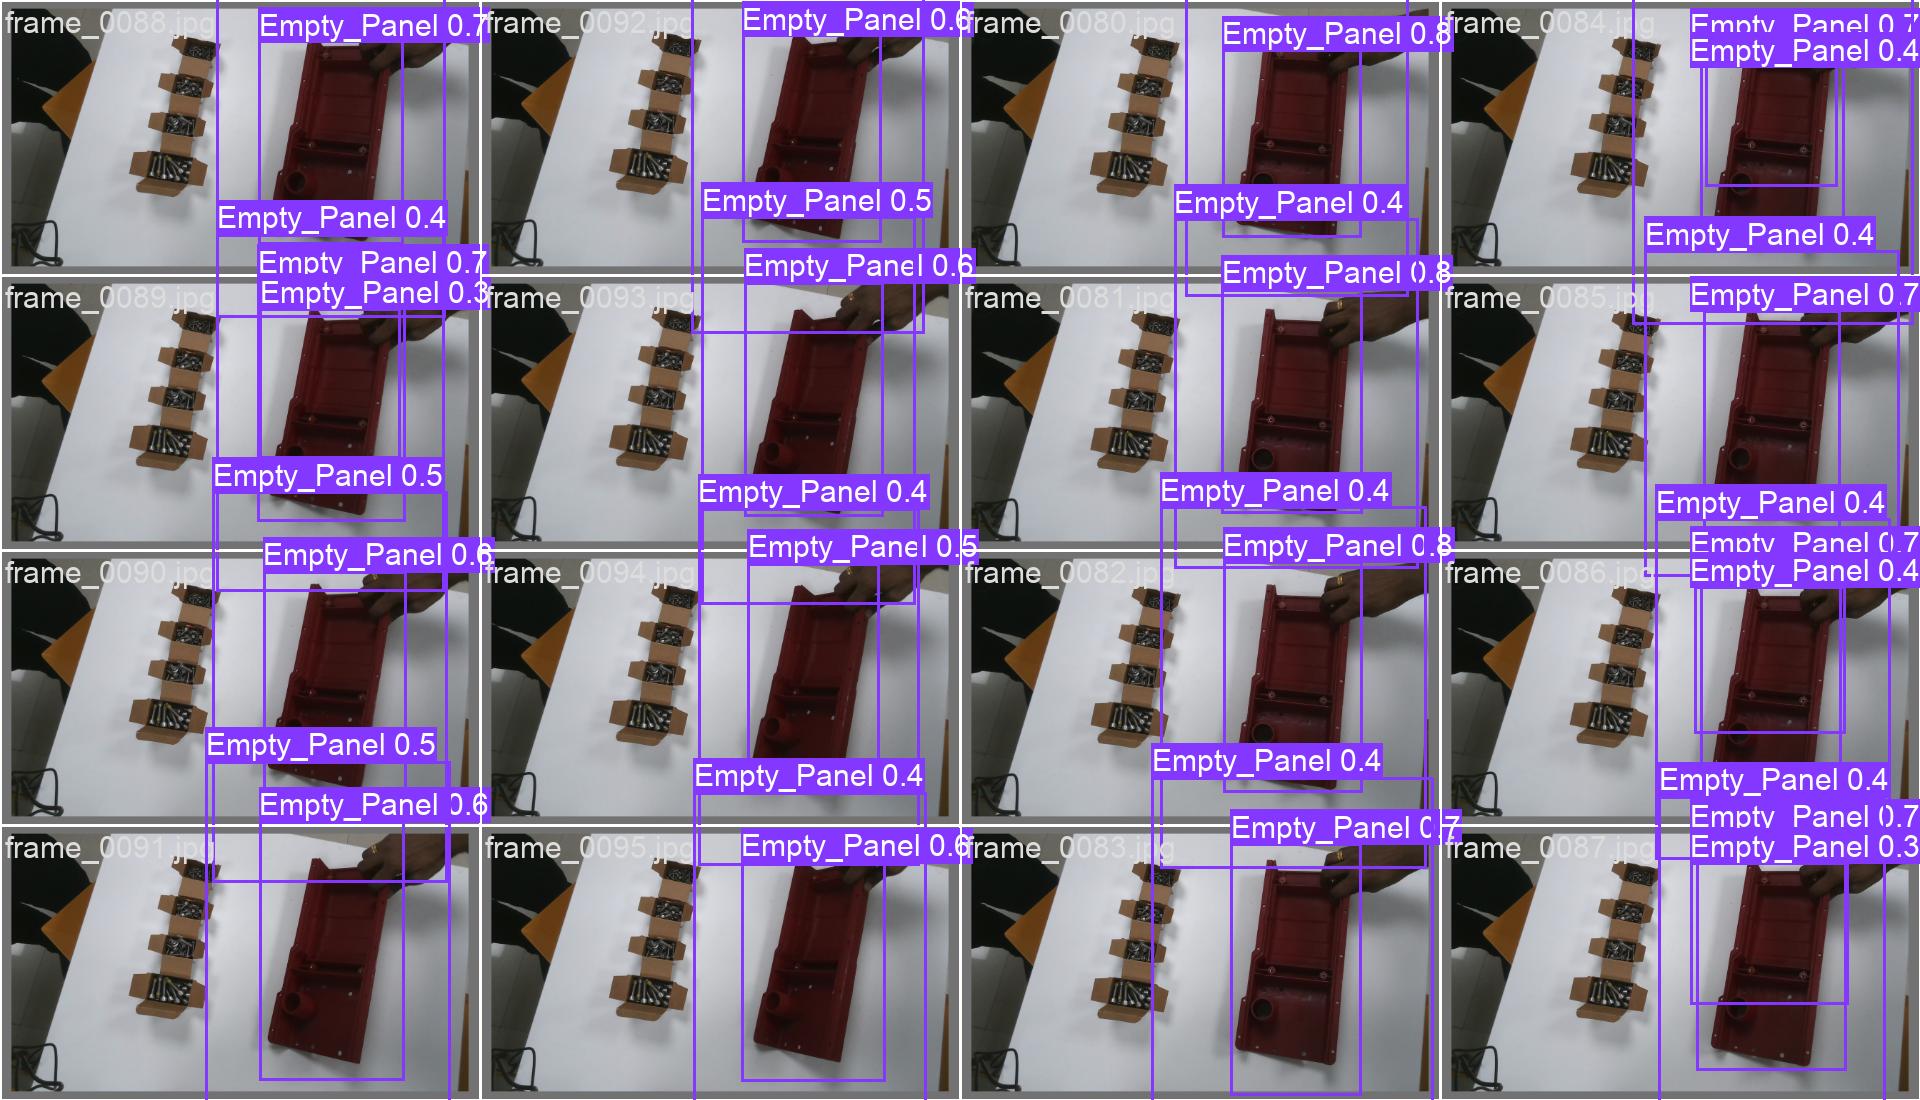 frame_0088.jpg
Empty_Panel 0.7
Empty_Panel 0.4
frame_0092.jpg
Empty_Panel 0.6
Empty_Panel 0.5
frame_0080.jpg
Empty_Panel 0.8
Empty_Panel 0.4
frame_0084.jpg
Empty_Panel 0.7
Empty_Panel 0.4
Empty_Panel 0.4
frame_0089.jpg
Empty_Panel 0.7
Empty_Panel 0.3
Empty_Panel 0.5
frame_0093.jpg
Empty_Panel 0.6
Empty_Panel 0.4
frame_0081.jpg
Empty_Panel 0.8
Empty_Panel 0.4
frame_0085.jpg
Empty_Panel 0.7
Empty_Panel 0.4
frame_0090.jpg
Empty_Panel 0.6
Empty_Panel 0.5
frame_0094.jpg
Empty_Panel 0.5
Empty_Panel 0.4
frame_0082.jpg
Empty_Panel 0.8
Empty_Panel 0.4
frame_0086.jpg
Empty_Panel 0.7
Empty_Panel 0.4
Empty_Panel 0.4
frame_0091.jpg
Empty_Panel 0.6
frame_0095.jpg
Empty_Panel 0.6
frame_0083.jpg
Empty_Panel 0.7
frame_0087.jpg
Empty_Panel 0.7
Empty_Panel 0.3